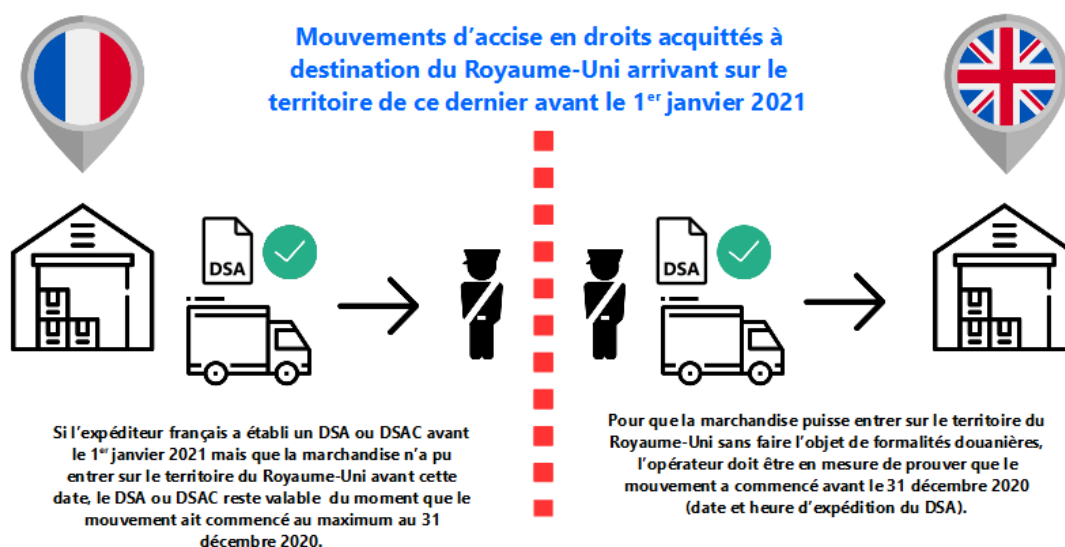 Mouvements d'accise en droits acquittés à
destination du Royaume-Uni arrivant sur le
territoire de ce dernier avant le 1er janvier 2021
DSA
DSA
Si l'expéditeur français a établi un DSA ou DSAC avant
le 1er janvier 2021 mais que la marchandise n'a pu
entrer sur le territoire du Royaume-Uni avant cette
date, le DSA ou DSAC reste valable du moment que le
mouvement ait commencé au maximum au 31
décembre 2020.
Pour que la marchandise puisse entrer sur le territoire du
Royaume-Uni sans faire l'objet de formalités douanières,
l'opérateur doit être en mesure de prouver que le
mouvement a commencé avant le 31 décembre 2020
(date et heure d'expédition du DSA).